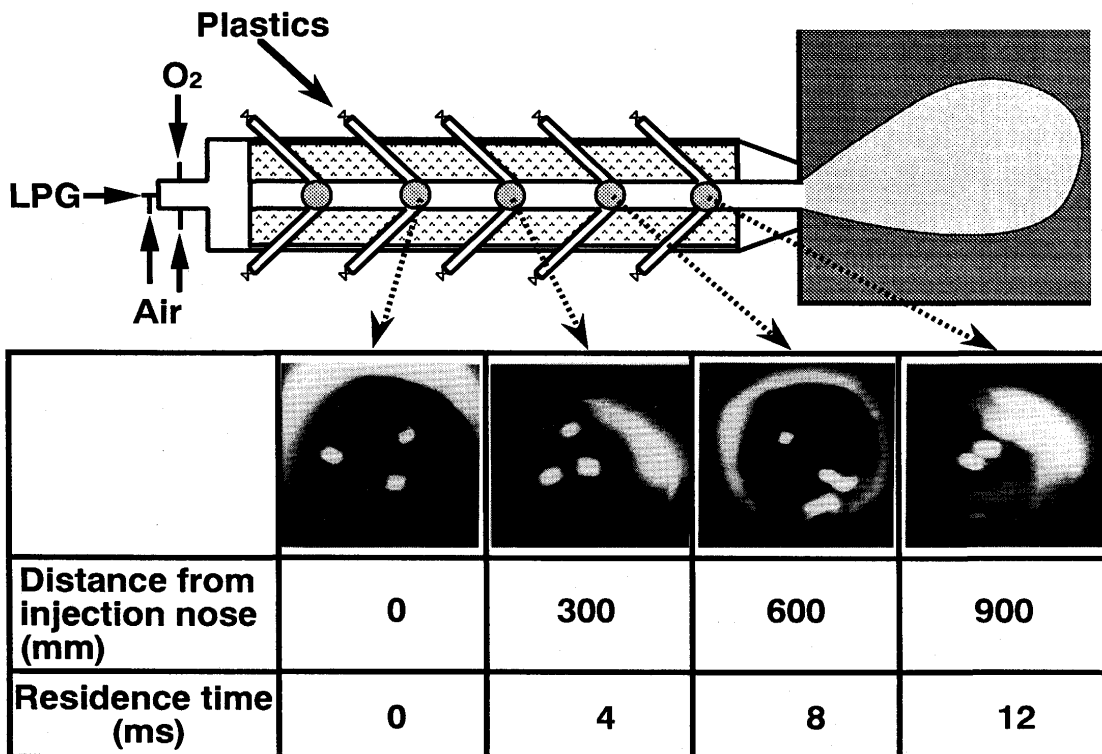 Plastics
O₂
LPG
Air
Distance from
injection nose
(mm)
0
300
600
900
Residence time
(ms)
0
4
8
12